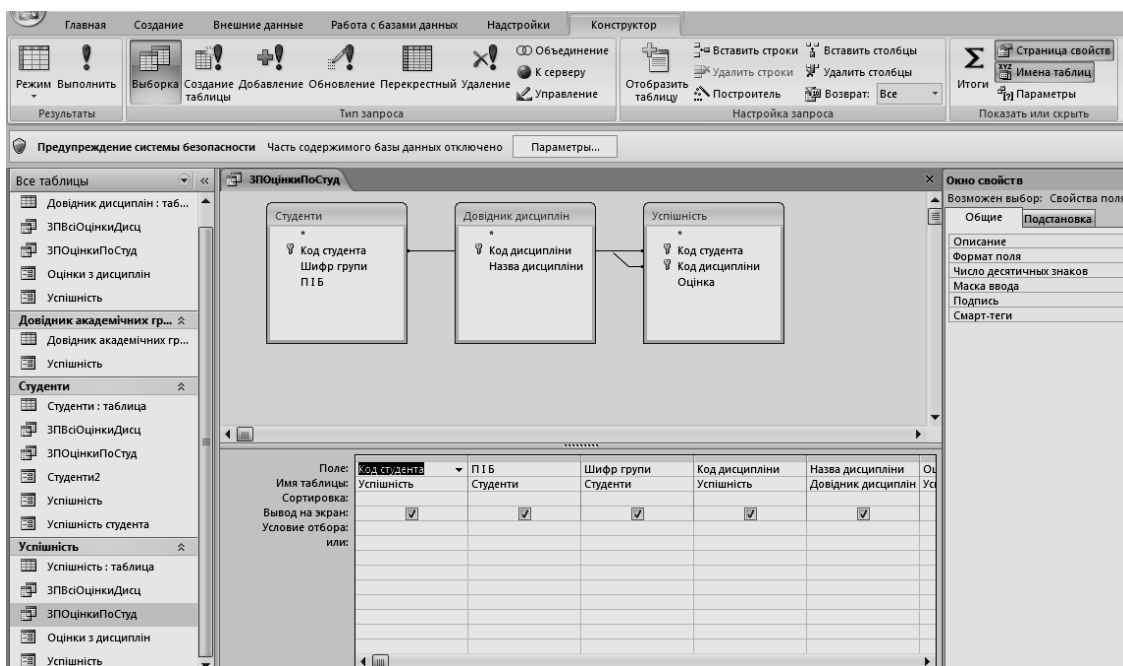 Главная Создание Внешние данные Работа с базами данных Надстройки Конструктор
Режим Выполнить
Результаты
Выборка Создание таблицы Добавление Обновление Перекрестный Удаление
Объединение
К серверу
Управление
Тип запроса
Отобразить таблицу
Вставить строки
Удалить строки
Построитель
Вставить столбцы
Удалить столбцы
Возврат: Все
Настройка запроса
Итоги
Страница свойств
Имена таблиц
Параметры
Показать или скрыть
Предупреждение системы безопасности Часть содержимого базы данных отключено Параметры...
Все таблицы
Довідник дисциплін : таб...
ЗПВсіОцінкиДисц
ЗПОцінкиПоСтуд
Оцінки з дисциплін
Успішність
Довідник академічних гр...
Довідник академічних гр...
Успішність
Студенти
Студенти : таблица
ЗПВсіОцінкиДисц
ЗПОцінкиПоСтуд
Студенти2
Успішність
Успішність студента
Успішність
Успішність : таблица
ЗПВсіОцінкиДисц
ЗПОцінкиПоСтуд
Оцінки з дисциплін
Успішність
ЗПОцінкиПоСтуд
Студенти
*
Код студента
Шифр групи
П І Б
Довідник дисциплін
*
Код дисципліни
Назва дисципліни
Успішність
*
Код студента
Код дисципліни
Оцінка
Поле: Код студента П І Б Шифр групи Код дисципліни Назва дисципліни Оц
Имя таблицы: Успішність Студенти Студенти Успішність Довідник дисциплін Усп
Сортировка:
Вывод на экран:
Условие отбора:
или:
Окно свойств
Возможен выбор: Свойства поля
Общие Подстановка
Описание
Формат поля
Число десятичных знаков
Маска ввода
Подпись
Смарт-теги